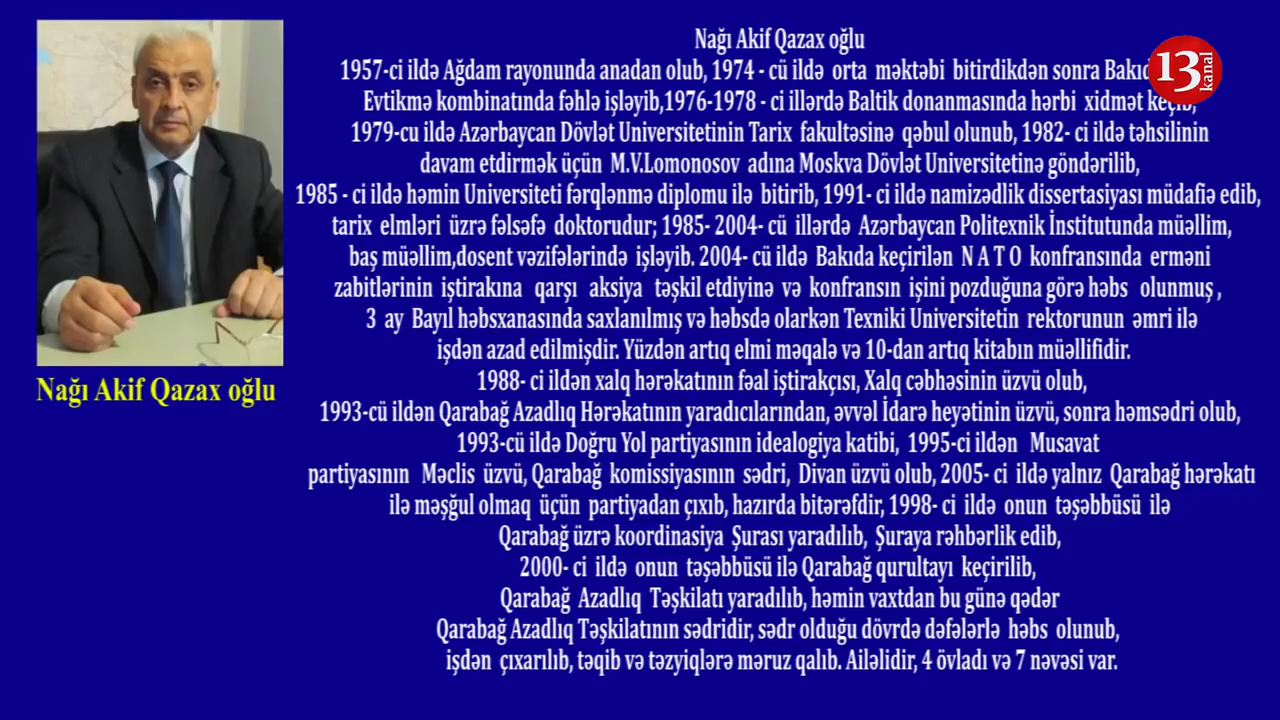 Nağı Akif Qazax oğlu
1957-ci ildə Ağdam rayonunda anadan olub, 1974 - cü ildə orta məktəbi bitirdikdən sonra
Evtikmə kombinatında fəhlə işləyib,1976-1978 - ci illərdə Baltik donanmasında hərbi xidmət keçib,
1979-cu ildə Azərbaycan Dövlət Universitetinin Tarix fakultəsinə qəbul olunub, 1982- ci ildə təhsilinin
davam etdirmək üçün M.V.Lomonosov adına Moskva Dövlət Universitetinə göndərilib,
1985 - ci ildə həmin Universiteti fərqlənmə diplomu ilə bitirib, 1991- ci ildə namizədlik dissertasiyası müdafiə edib,
tarix elmləri üzrə fəlsəfə doktorudur; 1985- 2004- cü illərdə Azərbaycan Politexnik İnstitutunda müəllim,
baş müəllim,dosent vəzifələrində işləyib. 2004- cü ildə Bakıda keçirilən N A T O konfransında erməni
zabitlərinin iştirakına qarşı aksiya təşkil etdiyinə və konfransın işini pozduğuna görə həbs olunmuş ,
3 ay Bayıl həbsxanasında saxlanılmış və həbsdə olarkən Texniki Universitetin rektorunun əmri ilə
işdən azad edilmişdir. Yüzdən artıq elmi məqalə və 10-dan artıq kitabın müəllifidir.
1988- ci ildən xalq hərəkatının fəal iştirakçısı, Xalq cəbhəsinin üzvü olub,
1993-cü ildən Qarabağ Azadlıq Hərəkatının yaradıcılarından, əvvəl İdarə heyətinin üzvü, sonra həmsədri olub,
1993-cü ildə Doğru Yol partiyasının idealogiya katibi, 1995-ci ildən Musavat
partiyasının Məclis üzvü, Qarabağ komissiyasının sədri, Divan üzvü olub, 2005- ci ildə yalnız Qarabağ hərəkatı
ilə məşğul olmaq üçün partiyadan çıxıb, hazırda bitərəfdir, 1998- ci ildə onun təşəbbüsü ilə
Qarabağ üzrə koordinasiya Şurası yaradılıb, Şuraya rəhbərlik edib,
2000- ci ildə onun təşəbbüsü ilə Qarabağ qurultayı keçirilib,
Qarabağ Azadlıq Təşkilatı yaradılıb, həmin vaxtdan bu günə qədər
Qarabağ Azadlıq Təşkilatının sədridir, sədr olduğu dövrdə dəfələrlə həbs olunub,
işdən çıxarılıb, təqib və təzyiqlərə məruz qalıb. Ailəlidir, 4 övladı və 7 nəvəsi var.
Nağı Akif Qazax oğlu
13 kanal